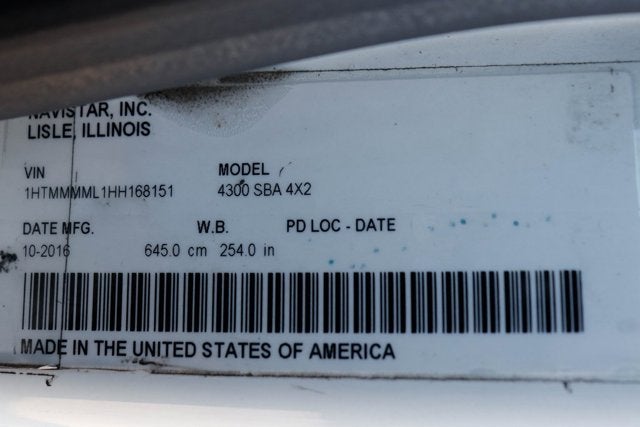 NAVISTAR, INC.
LISLE, ILLINOIS
VIN MODEL
1HTMMMML1HH168151 4300 SBA 4X2
DATE MFG. W.B. PD LOC - DATE
10-2016 645.0 cm 254.0 in
MADE IN THE UNITED STATES OF AMERICA